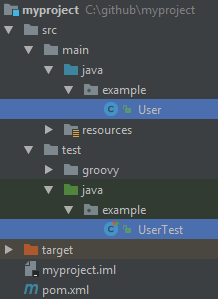 myproject C:\github\myproject
src
main
java
example
User
resources
test
groovy
java
example
UserTest
target
myproject.iml
pom.xml